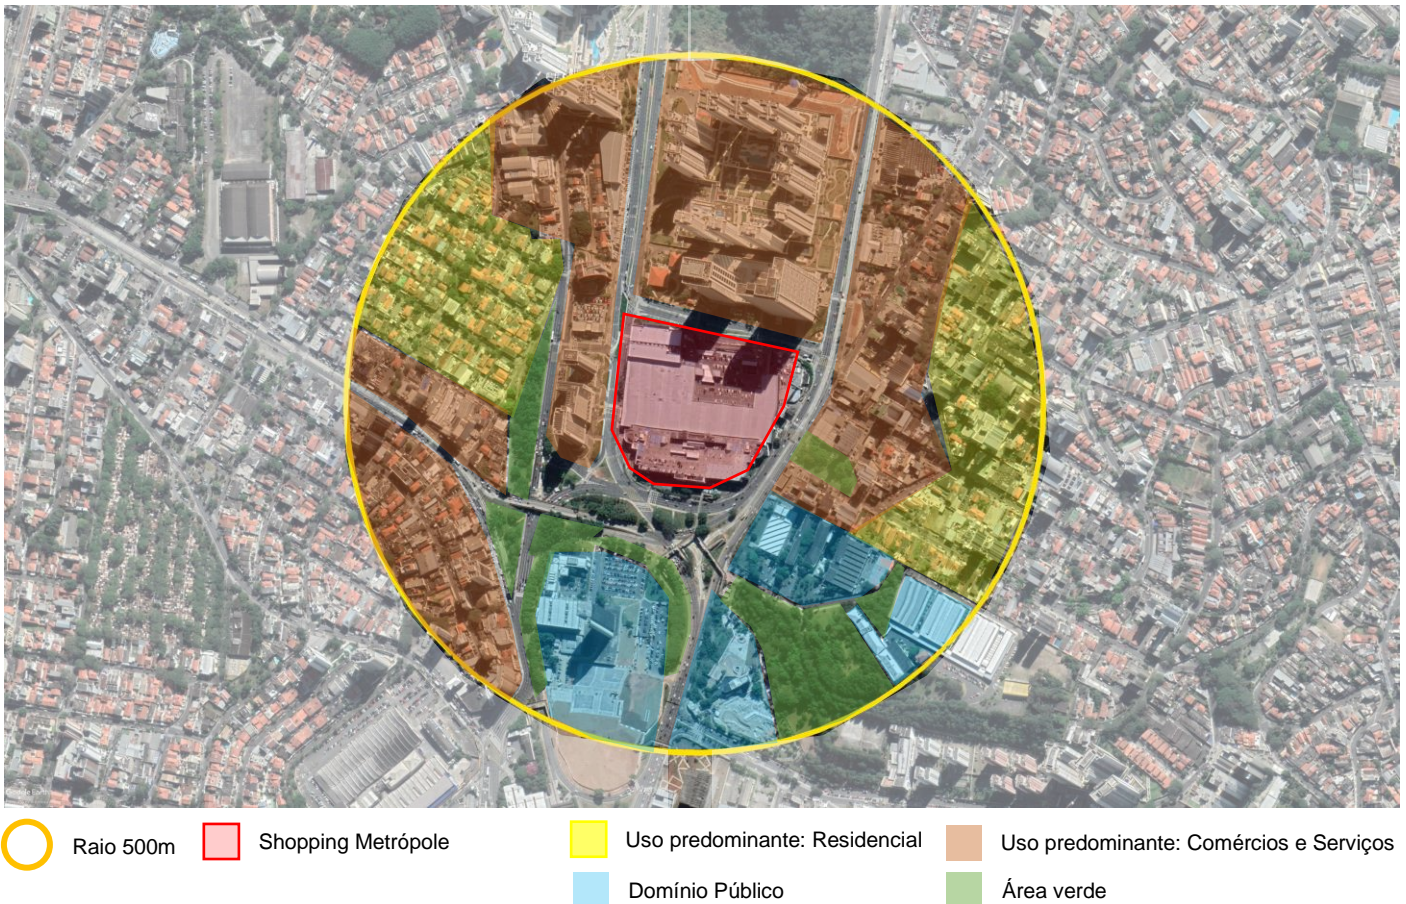 Raio 500m
Shopping Metrópole
Uso predominante: Residencial
Uso predominante: Comércios e Serviços
Domínio Público
Área verde